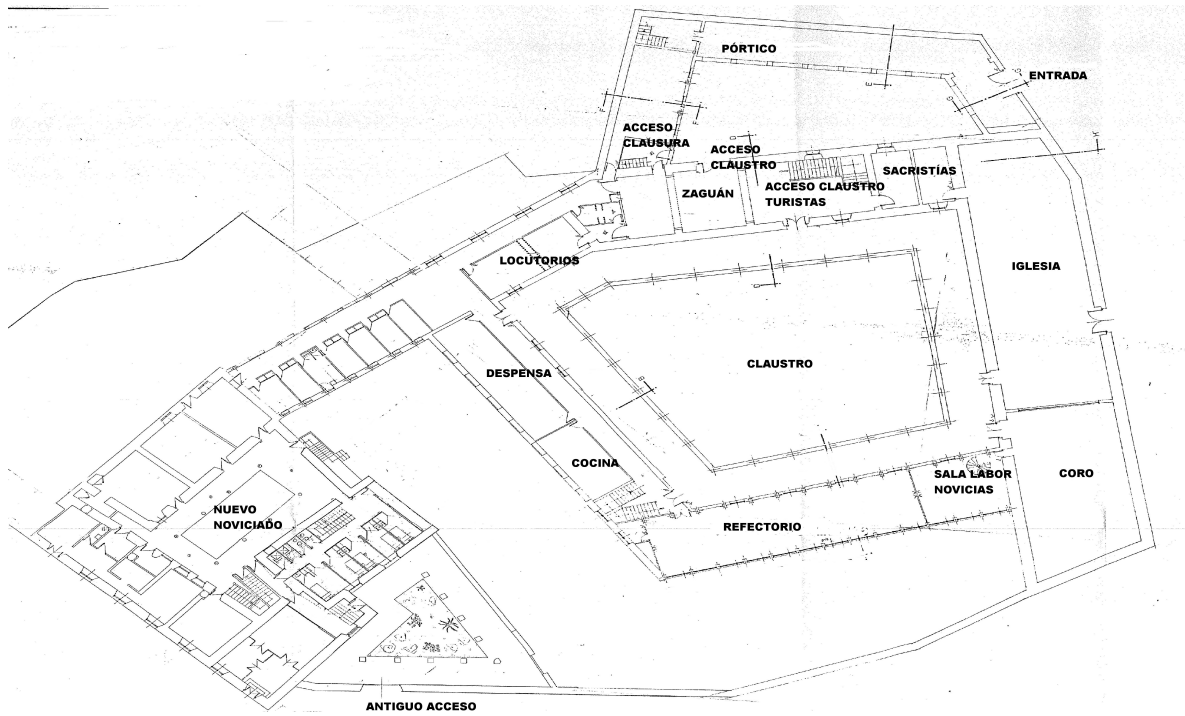 PÓRTICO
ENTRADA
ACCESO
CLAUSURA
ACCESO
CLAUSTRO
SACRISTÍAS
ZAGUÁN
ACCESO CLAUSTRO
TURISTAS
LOCUTORIOS
IGLESIA
CLAUSTRO
DESPENSA
COCINA
SALA LABOR
NOVICIAS
CORO
NUEVO
NOVICIADO
REFECTORIO
ANTIGUO ACCESO